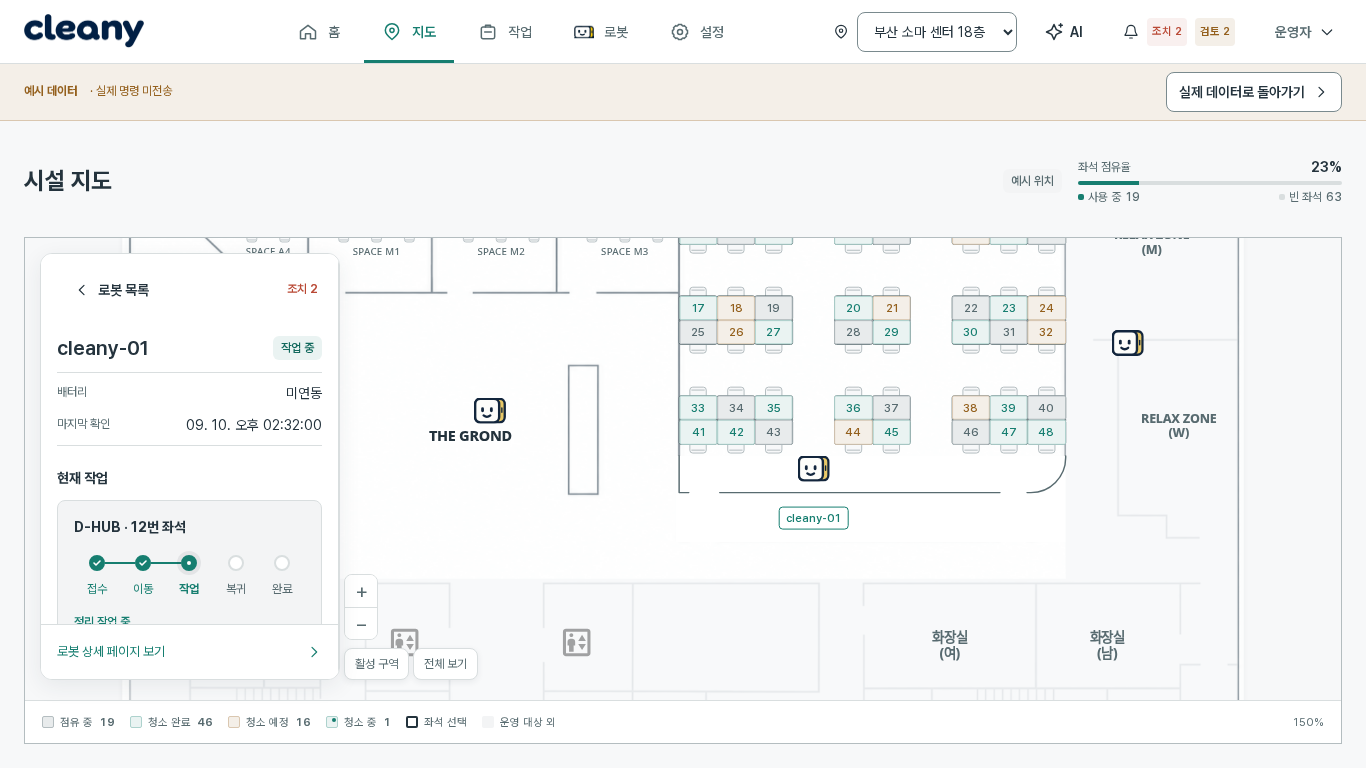 cleany
홈
지도
작업
로봇
설정
부산 소마 센터 18층
AI
조치 2
검토 2
운영자
예시 데이터 · 실제 명령 미전송
실제 데이터로 돌아가기
시설 지도
예시 위치
좌석 점유율 23%
사용 중 19
빈 좌석 63
SPACE A4
SPACE M1
SPACE M2
SPACE M3
(M)
로봇 목록
조치 2
cleany-01
작업 중
배터리 미연동
마지막 확인 09. 10. 오후 02:32:00
현재 작업
D-HUB · 12번 좌석
접수 이동 작업 복귀 완료
정리 작업 중
로봇 상세 페이지 보기
THE GROND
17 18 19 20 21 22 23 24
25 26 27 28 29 30 31 32
33 34 35 36 37 38 39 40
41 42 43 44 45 46 47 48
cleany-01
RELAX ZONE
(W)
+
−
활성 구역
전체 보기
화장실
(여)
화장실
(남)
점유 중 19
청소 완료 46
청소 예정 16
청소 중 1
좌석 선택
운영 대상 외
150%